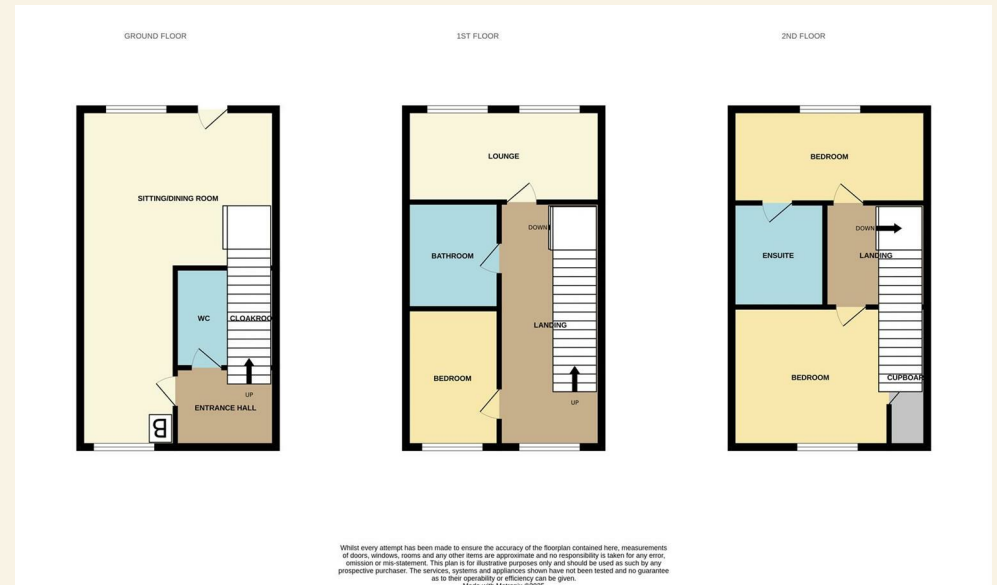 GROUND FLOOR
1ST FLOOR
2ND FLOOR
SITTING/DINING ROOM
WC
CLOAKROO
UP
ENTRANCE HALL
B
LOUNGE
DOWN
BATHROOM
LANDING
BEDROOM
UP
BEDROOM
DOWN
ENSUITE
LANDING
BEDROOM
CUPBOAR
Whilst every attempt has been made to ensure the accuracy of the floorplan contained here, measurements
of doors, windows, rooms and any other items are approximate and no responsibility is taken for any error,
omission or mis-statement. This plan is for illustrative purposes only and should be used as such by any
prospective purchaser. The services, systems and appliances shown have not been tested and no guarantee
as to their operability or efficiency can be given.
Made with Metropix ©2025